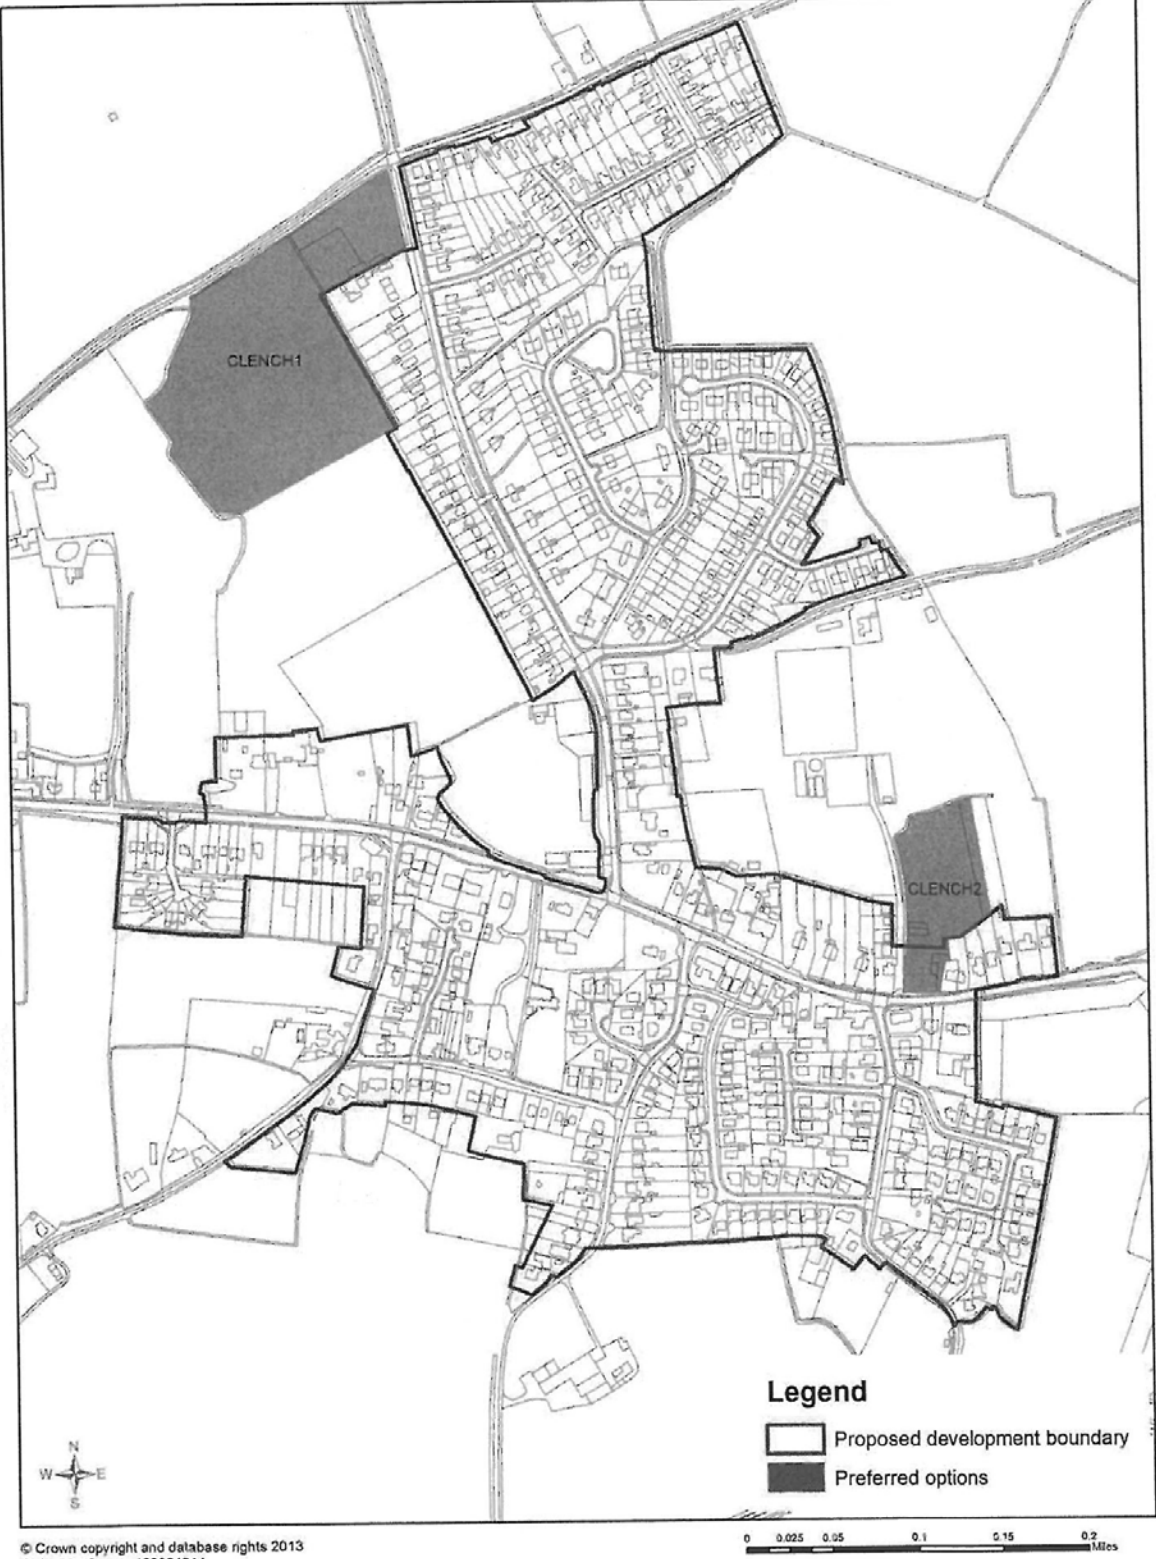 CLENCH1
CLENCH2
Legend
Proposed development boundary
Preferred options
N
W E
S
© Crown copyright and database rights 2013
0 0.025 0.05 0.1 0.15 0.2
Miles